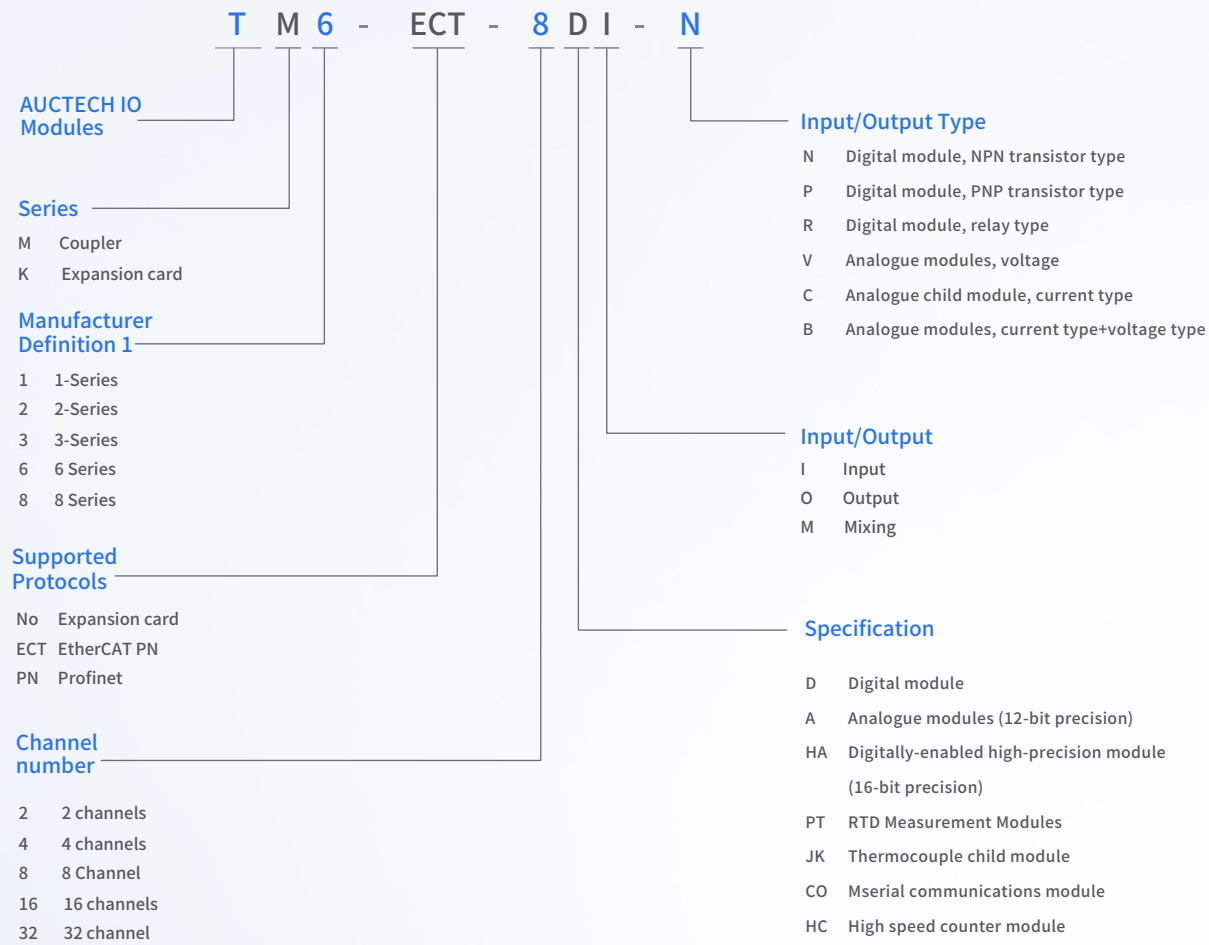 T M 6 - ECT - 8 D I - N
AUCTECH IO
Modules
Series
M Coupler
K Expansion card
Manufacturer
Definition 1
1 1-Series
2 2-Series
3 3-Series
6 6 Series
8 8 Series
Supported
Protocols
No Expansion card
ECT EtherCAT PN
PN Profinet
Channel
number
2 2 channels
4 4 channels
8 8 Channel
16 16 channels
32 32 channel
Input/Output Type
N Digital module, NPN transistor type
P Digital module, PNP transistor type
R Digital module, relay type
V Analogue modules, voltage
C Analogue child module, current type
B Analogue modules, current type+voltage type
Input/Output
I Input
O Output
M Mixing
Specification
D Digital module
A Analogue modules (12-bit precision)
HA Digitally-enabled high-precision module
(16-bit precision)
PT RTD Measurement Modules
JK Thermocouple child module
CO Mserial communications module
HC High speed counter module